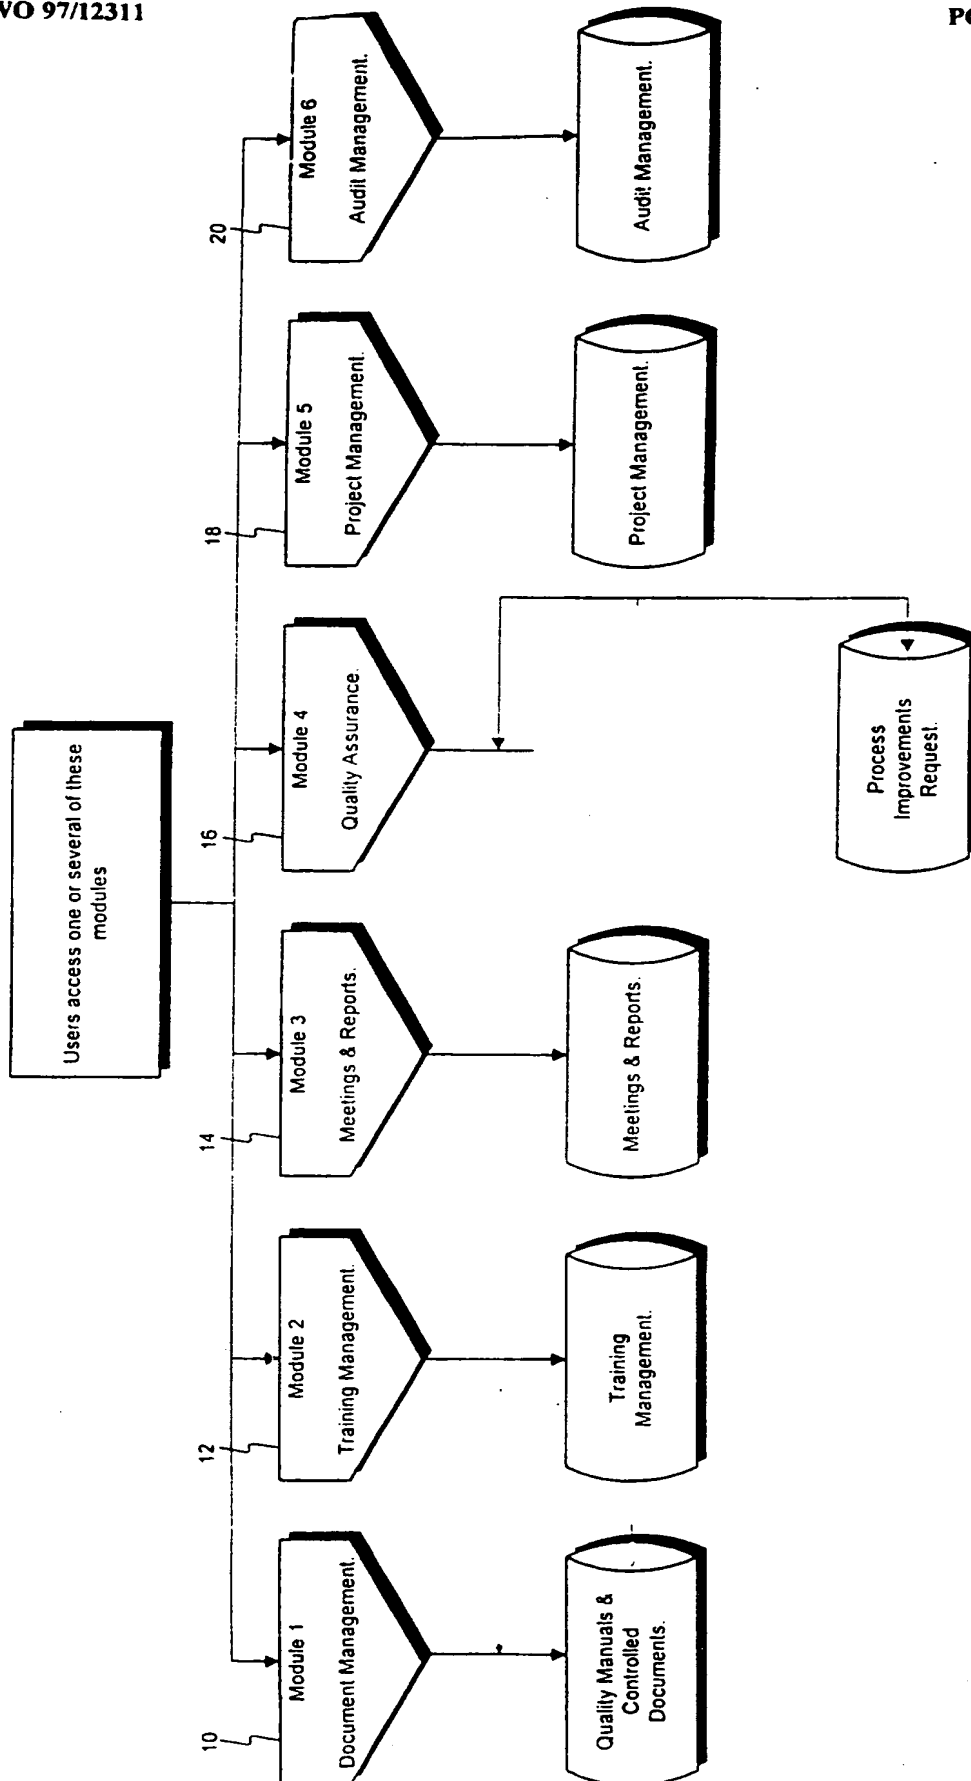 WO 97/12311
PC
Users access one or several of these
modules
10
Module 1
Document Management.
12
Module 2
Training Management.
14
Module 3
Meetings & Reports.
16
Module 4
Quality Assurance.
18
Module 5
Project Management.
20
Module 6
Audit Management.
Quality Manuals &
Controlled
Documents.
Training
Management.
Meetings & Reports.
Process
Improvements
Request.
Project Management.
Audit Management.